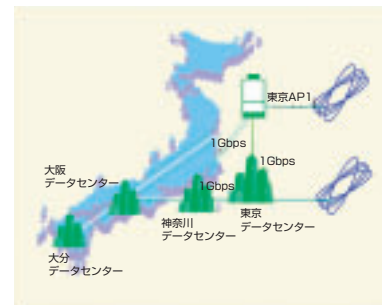 東京AP1
1Gbps
1Gbps
大阪
データセンター
1Gbps
神奈川
データセンター
東京
データセンター
大分
データセンター